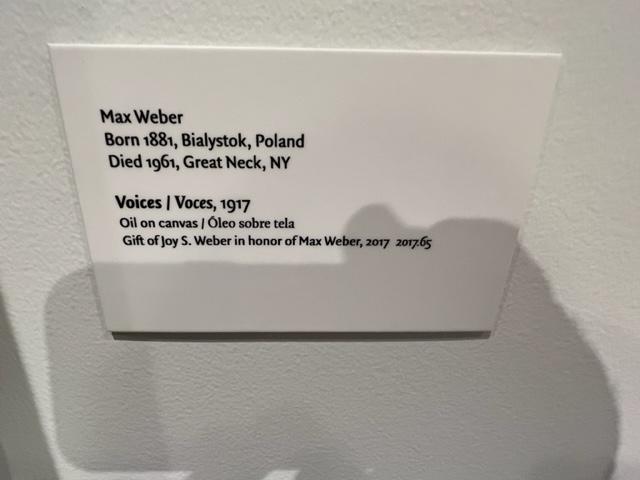 Max Weber
Born 1881, Bialystok, Poland
Died 1961, Great Neck, NY
Voices | Voces, 1917
Oil on canvas | Óleo sobre tela
Gift of Joy S. Weber in honor of Max Weber, 2017 2017.65